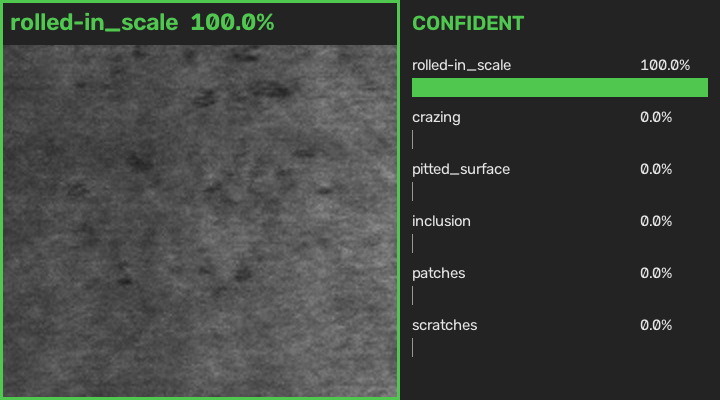 rolled-in_scale 100.0%
CONFIDENT
rolled-in_scale 100.0%
crazing 0.0%
pitted_surface 0.0%
inclusion 0.0%
patches 0.0%
scratches 0.0%